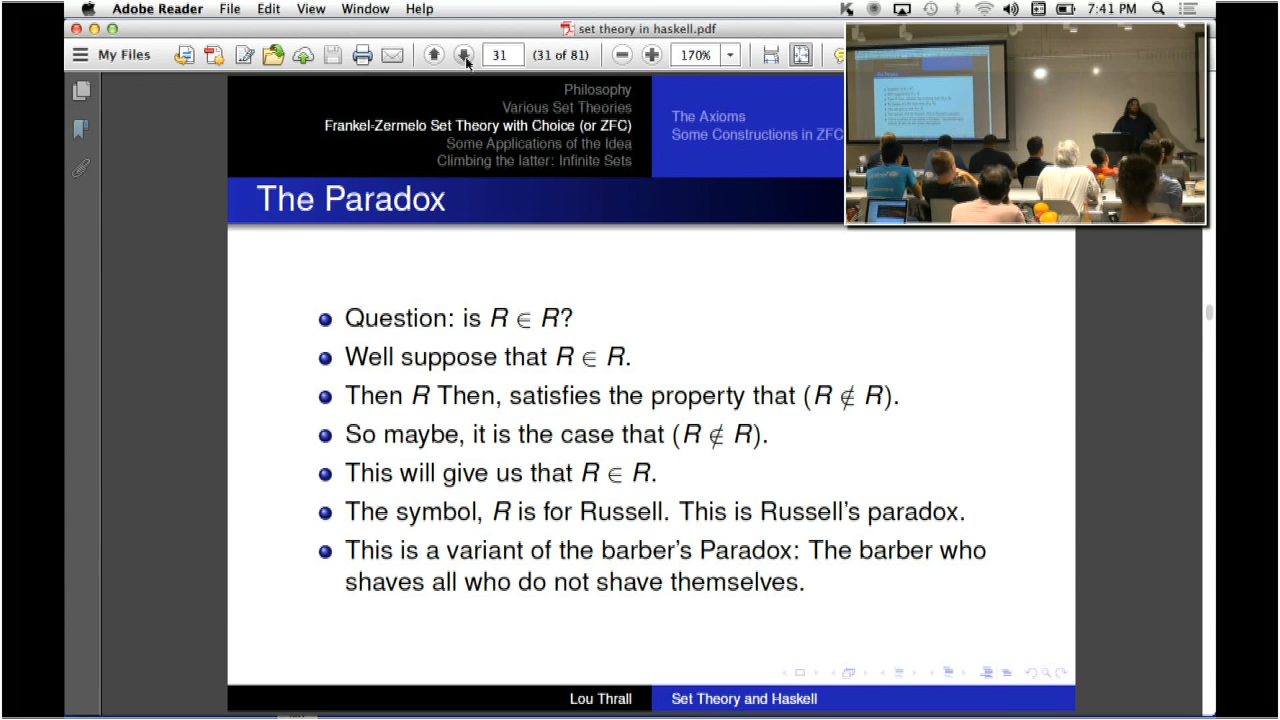 Adobe Reader File Edit View Window Help 7:41 PM
set theory in haskell.pdf
My Files 31 (31 of 81) 170%
Philosophy
Various Set Theories
Frankel-Zermelo Set Theory with Choice (or ZFC)
Some Applications of the Idea
Climbing the latter: Infinite Sets
The Axioms
Some Constructions in ZFC
The Paradox
Question: is R ∈ R?
Well suppose that R ∈ R.
Then R Then, satisfies the property that (R ∉ R).
So maybe, it is the case that (R ∉ R).
This will give us that R ∈ R.
The symbol, R is for Russell. This is Russell's paradox.
This is a variant of the barber's Paradox: The barber who
shaves all who do not shave themselves.
Lou Thrall Set Theory and Haskell